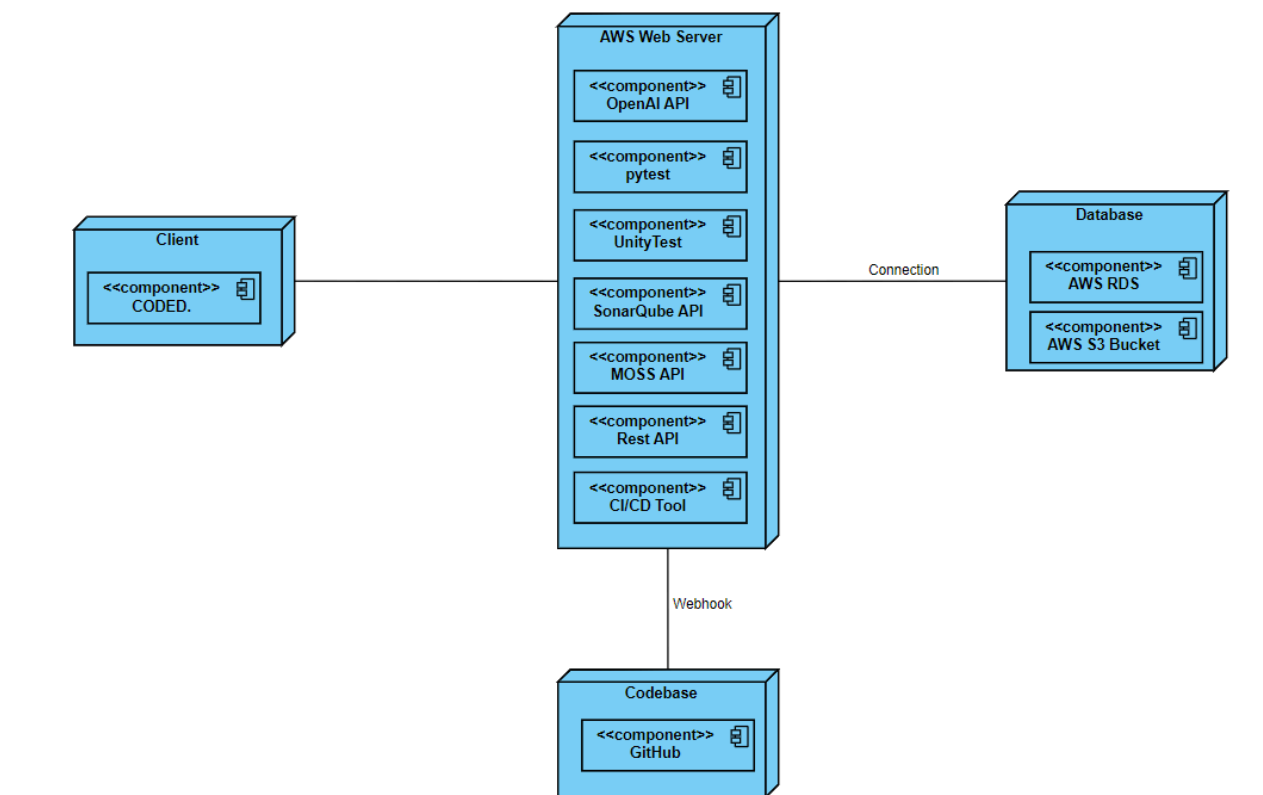 AWS Web Server
<<component>>
OpenAI API
<<component>>
pytest
<<component>>
UnityTest
<<component>>
SonarQube API
<<component>>
MOSS API
<<component>>
Rest API
<<component>>
CI/CD Tool
Client
<<component>>
CODED.
Connection
Database
<<component>>
AWS RDS
<<component>>
AWS S3 Bucket
Webhook
Codebase
<<component>>
GitHub